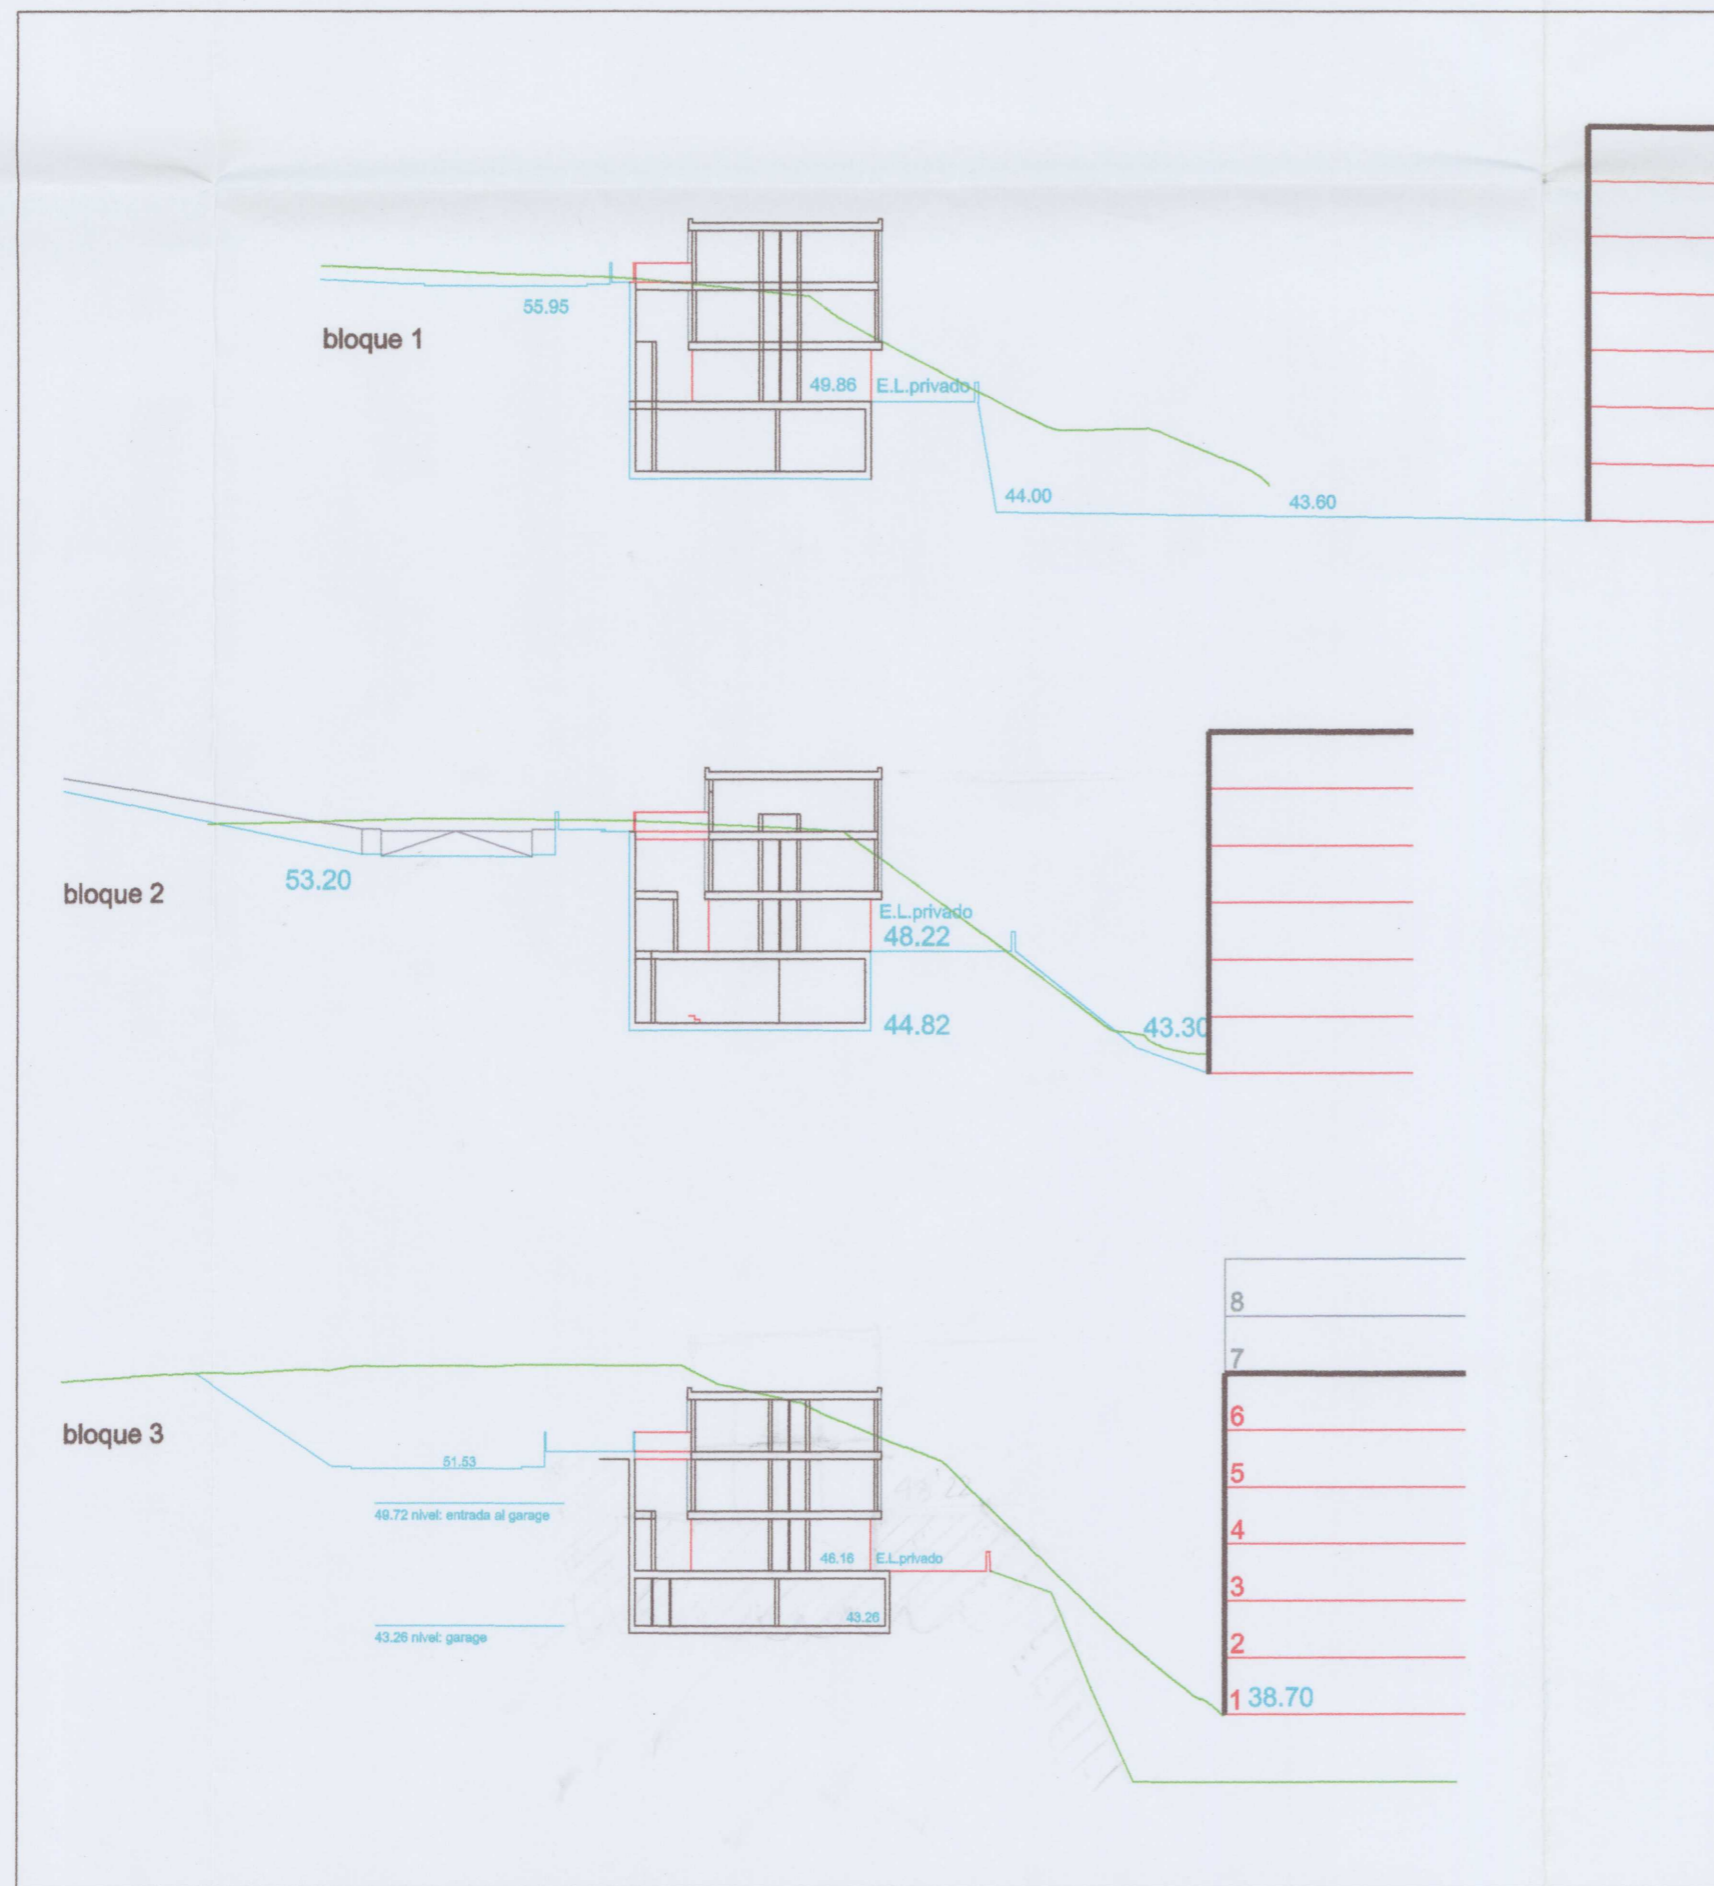 55.95
bloque 1
49.86 E.L.privado
44.00
43.60
53.20
bloque 2
E.L.privado
48.22
44.82
43.30
8
7
6
5
4
3
2
1 38.70
bloque 3
51.53
49.72 nivel: entrada al garage
46.16 E.L.privado
43.26
43.26 nivel: garage